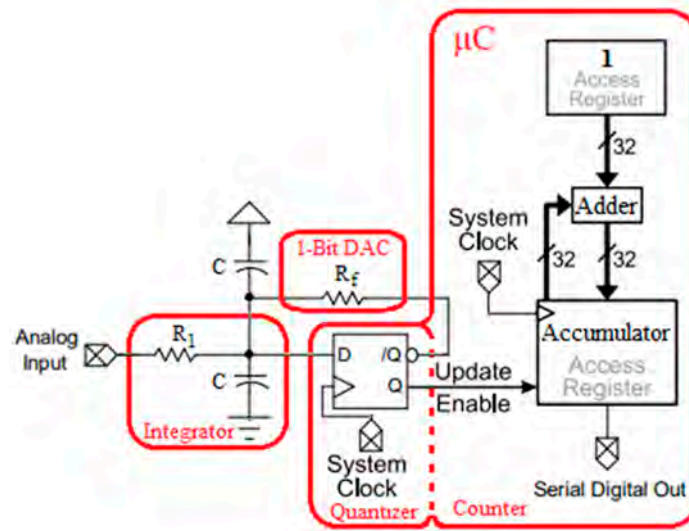 μC
1
Access
Register
32
Adder
System
Clock
32
32
1-Bit DAC
C
Rf
Analog
Input
R1
D
/Q
Q
C
Update
Enable
Accumulator
Access
Register
Integrator
System
Clock
Quantizer
Counter
Serial Digital Out